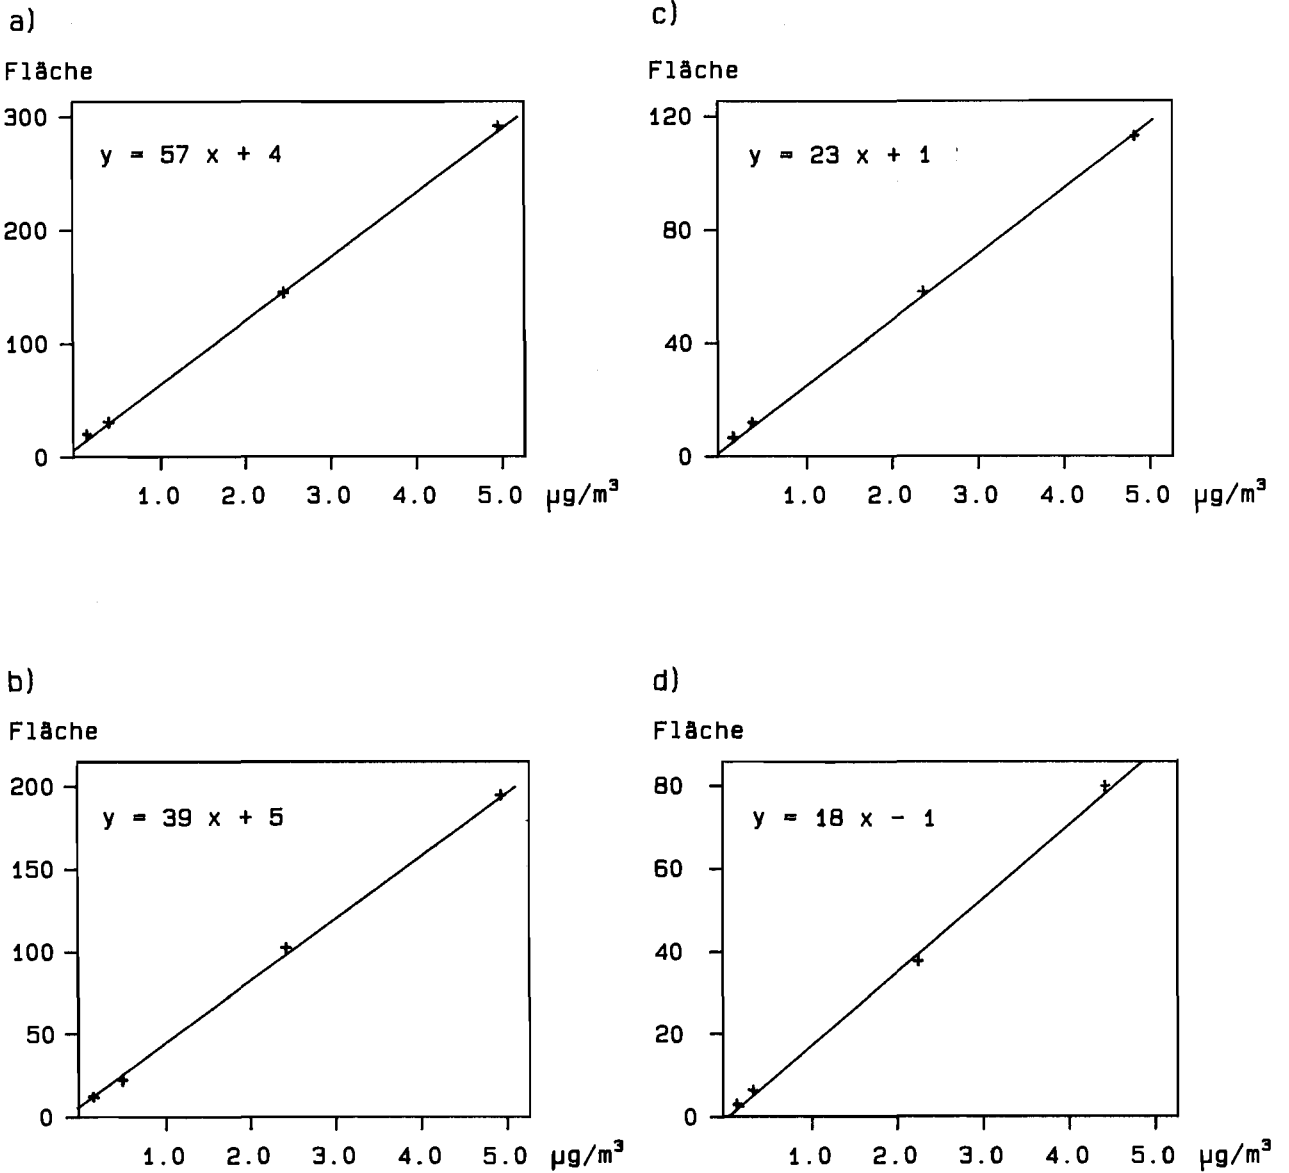 a)
Fläche
300
200
100
0
y = 57 x + 4
1.0 2.0 3.0 4.0 5.0 µg/m³
c)
Fläche
120
80
40
0
y = 23 x + 1
1.0 2.0 3.0 4.0 5.0 µg/m³
b)
Fläche
200
150
100
50
0
y = 39 x + 5
1.0 2.0 3.0 4.0 5.0 µg/m³
d)
Fläche
80
60
40
20
0
y = 18 x - 1
1.0 2.0 3.0 4.0 5.0 µg/m³